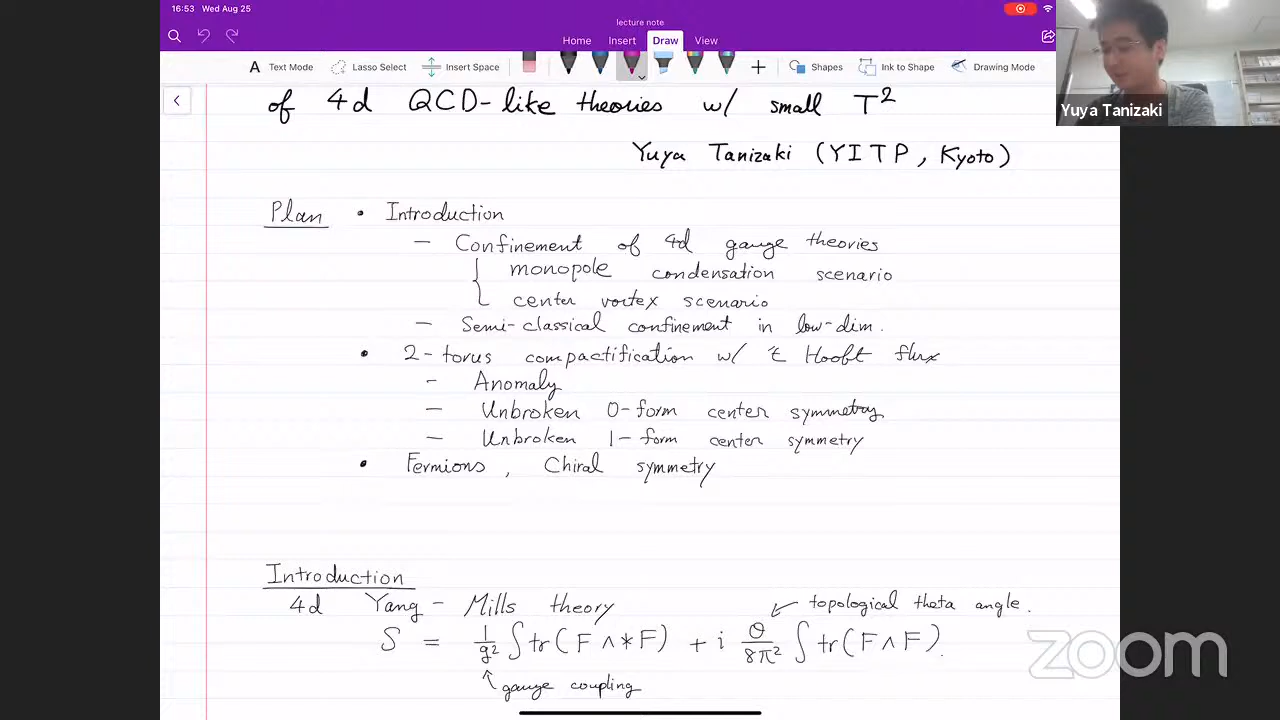 16:53 Wed Aug 25
lecture note
Home Insert Draw View
A Text Mode Lasso Select Insert Space Shapes Ink to Shape Drawing Mode
of 4d QCD-like theories w/ small T²
Yuya Tanizaki (YITP, Kyoto)
Plan • Introduction
– Confinement of 4d gauge theories
{ monopole condensation scenario
center vortex scenario
– Semi-classical confinement in low-dim.
• 2-torus compactification w/ 't Hooft flux
– Anomaly
– Unbroken 0-form center symmetry
– Unbroken 1-form center symmetry
• Fermions, Chiral symmetry
Introduction
4d Yang-Mills theory
topological theta angle.
S = 1/g² ∫ tr(F∧*F) + i θ/8π² ∫ tr(F∧F).
gauge coupling
Yuya Tanizaki
zoom